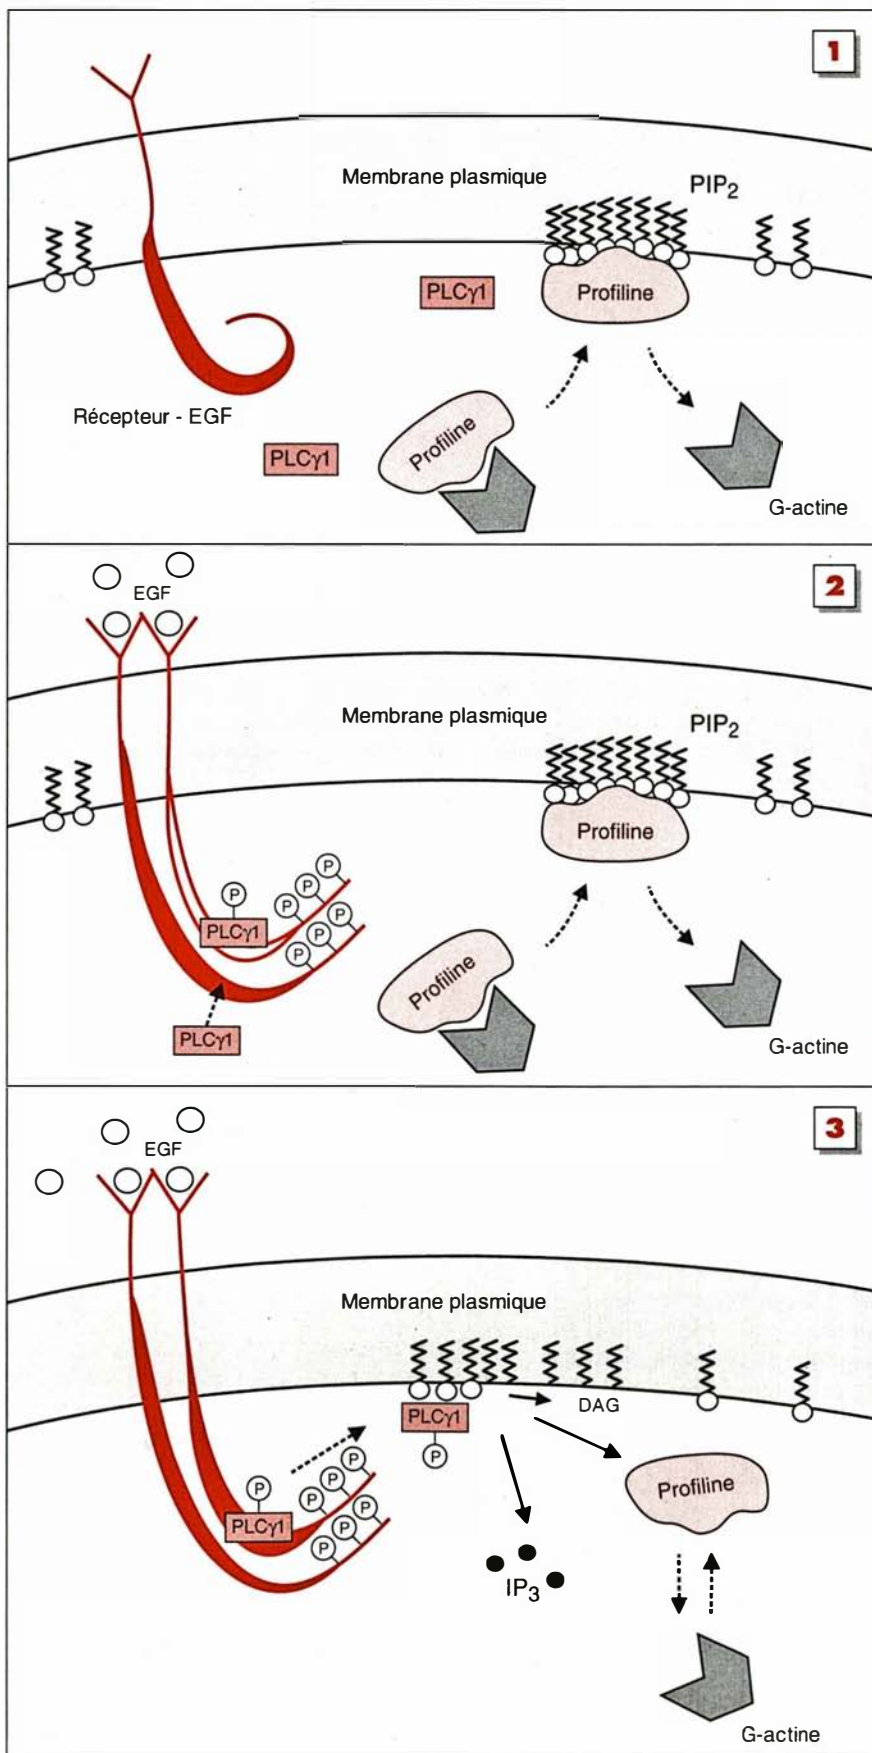 1
Membrane plasmique
PIP2
PLCγ1
Profiline
Récepteur - EGF
PLCγ1
Profiline
G-actine
2
EGF
Membrane plasmique
PIP2
Profiline
P
P
P
P
PLCγ1
P
P
P
Profiline
PLCγ1
G-actine
3
EGF
Membrane plasmique
DAG
PLCγ1
P
P
P
P
P
Profiline
PLCγ1
P
P
P
IP3
G-actine